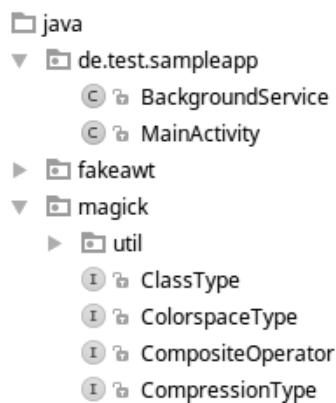 java
de.test.sampleapp
C BackgroundService
C MainActivity
fakeawt
magick
util
I ClassType
I ColorspaceType
I CompositeOperator
I CompressionType